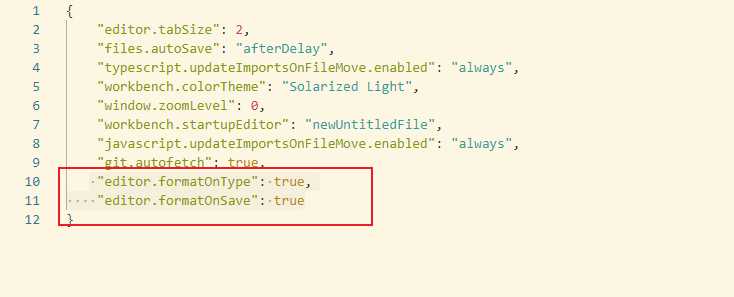 1 {
2 "editor.tabSize": 2,
3 "files.autoSave": "afterDelay",
4 "typescript.updateImportsOnFileMove.enabled": "always",
5 "workbench.colorTheme": "Solarized Light",
6 "window.zoomLevel": 0,
7 "workbench.startupEditor": "newUntitledFile",
8 "javascript.updateImportsOnFileMove.enabled": "always",
9 "git.autofetch": true,
10 "editor.formatOnType": true,
11 "editor.formatOnSave": true
12 }